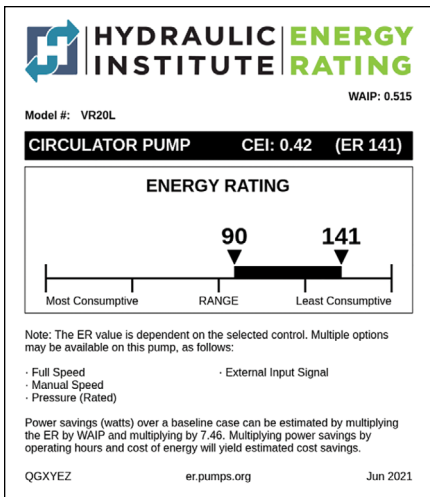 HYDRAULIC INSTITUTE | ENERGY RATING
WAIP: 0.515
Model #: VR20L
CIRCULATOR PUMP CEI: 0.42 (ER 141)
ENERGY RATING
90 141
Most Consumptive RANGE Least Consumptive
Note: The ER value is dependent on the selected control. Multiple options
may be available on this pump, as follows:
· Full Speed · External Input Signal
· Manual Speed
· Pressure (Rated)
Power savings (watts) over a baseline case can be estimated by multiplying
the ER by WAIP and multiplying by 7.46. Multiplying power savings by
operating hours and cost of energy will yield estimated cost savings.
QGXYEZ er.pumps.org Jun 2021